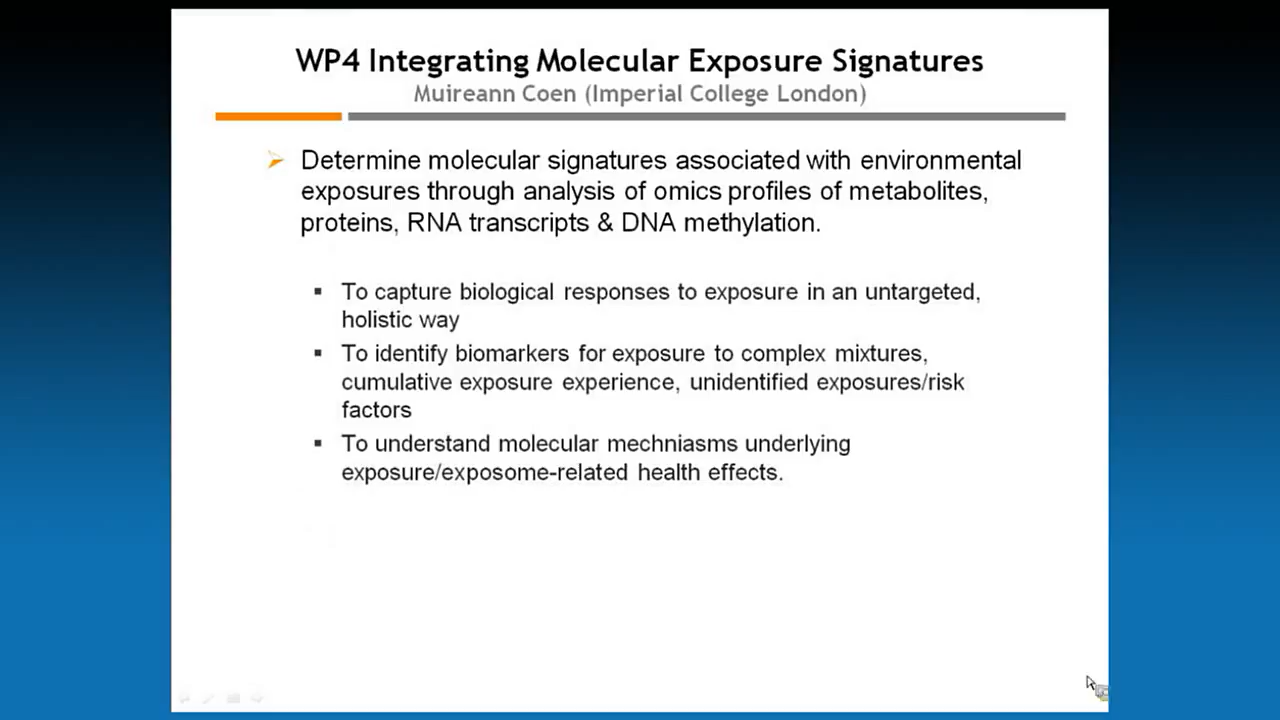 WP4 Integrating Molecular Exposure Signatures
Muireann Coen (Imperial College London)
Determine molecular signatures associated with environmental
exposures through analysis of omics profiles of metabolites,
proteins, RNA transcripts & DNA methylation.
To capture biological responses to exposure in an untargeted,
holistic way
To identify biomarkers for exposure to complex mixtures,
cumulative exposure experience, unidentified exposures/risk
factors
To understand molecular mechniasms underlying
exposure/exposome-related health effects.